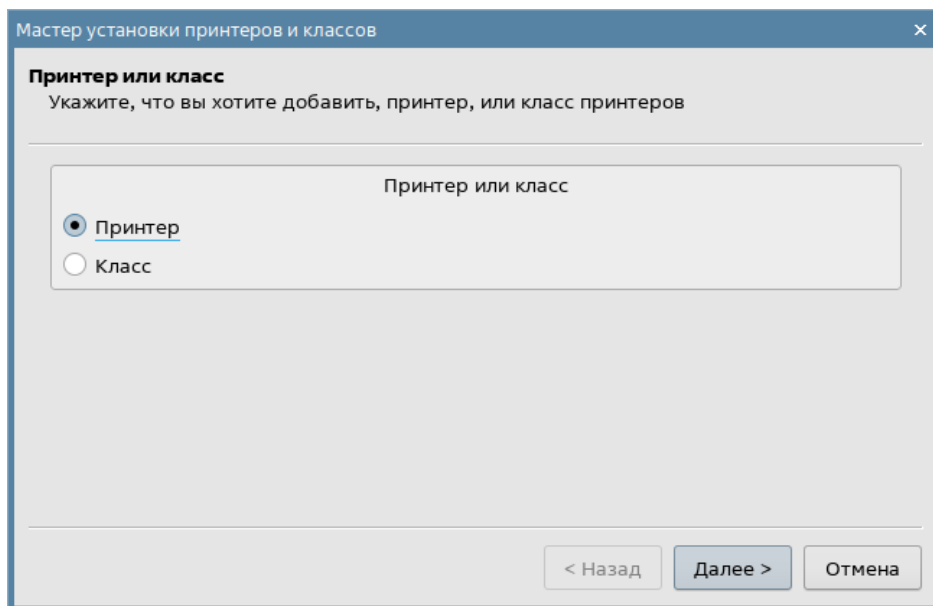 Мастер установки принтеров и классов
Принтер или класс
Укажите, что вы хотите добавить, принтер, или класс принтеров
Принтер или класс
Принтер
Класс
< Назад Далее > Отмена